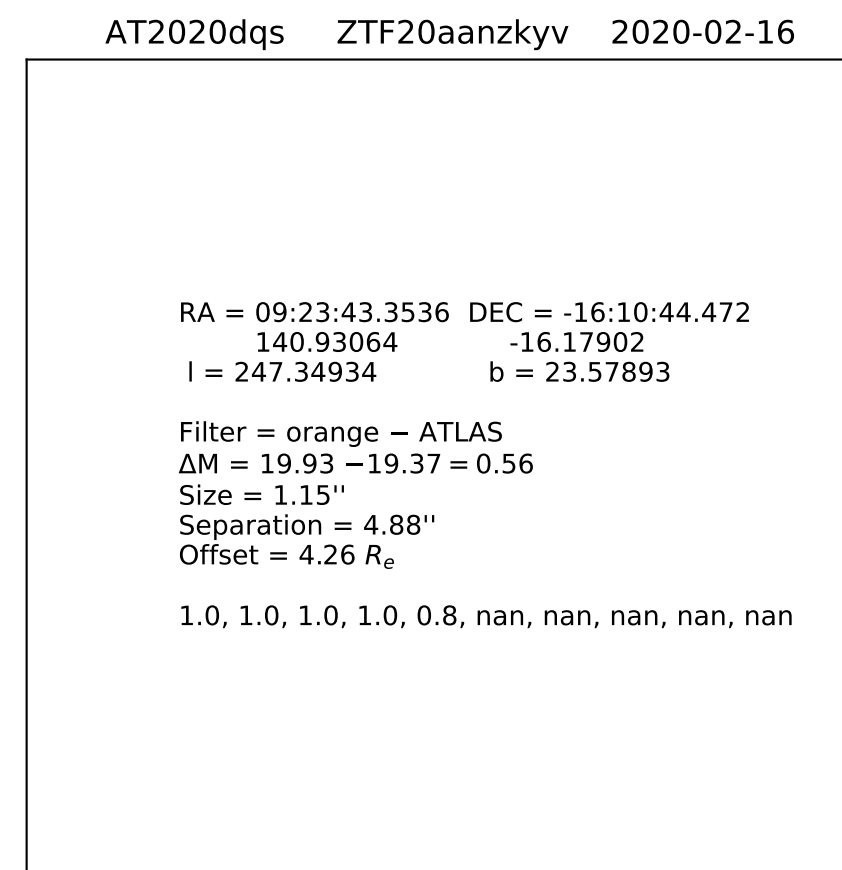 AT2020dqs ZTF20aanzkyv 2020-02-16
RA = 09:23:43.3536 DEC = -16:10:44.472
140.93064 -16.17902
l = 247.34934 b = 23.57893
Filter = orange − ATLAS
ΔM = 19.93 −19.37 = 0.56
Size = 1.15''
Separation = 4.88''
Offset = 4.26 Re
1.0, 1.0, 1.0, 1.0, 0.8, nan, nan, nan, nan, nan